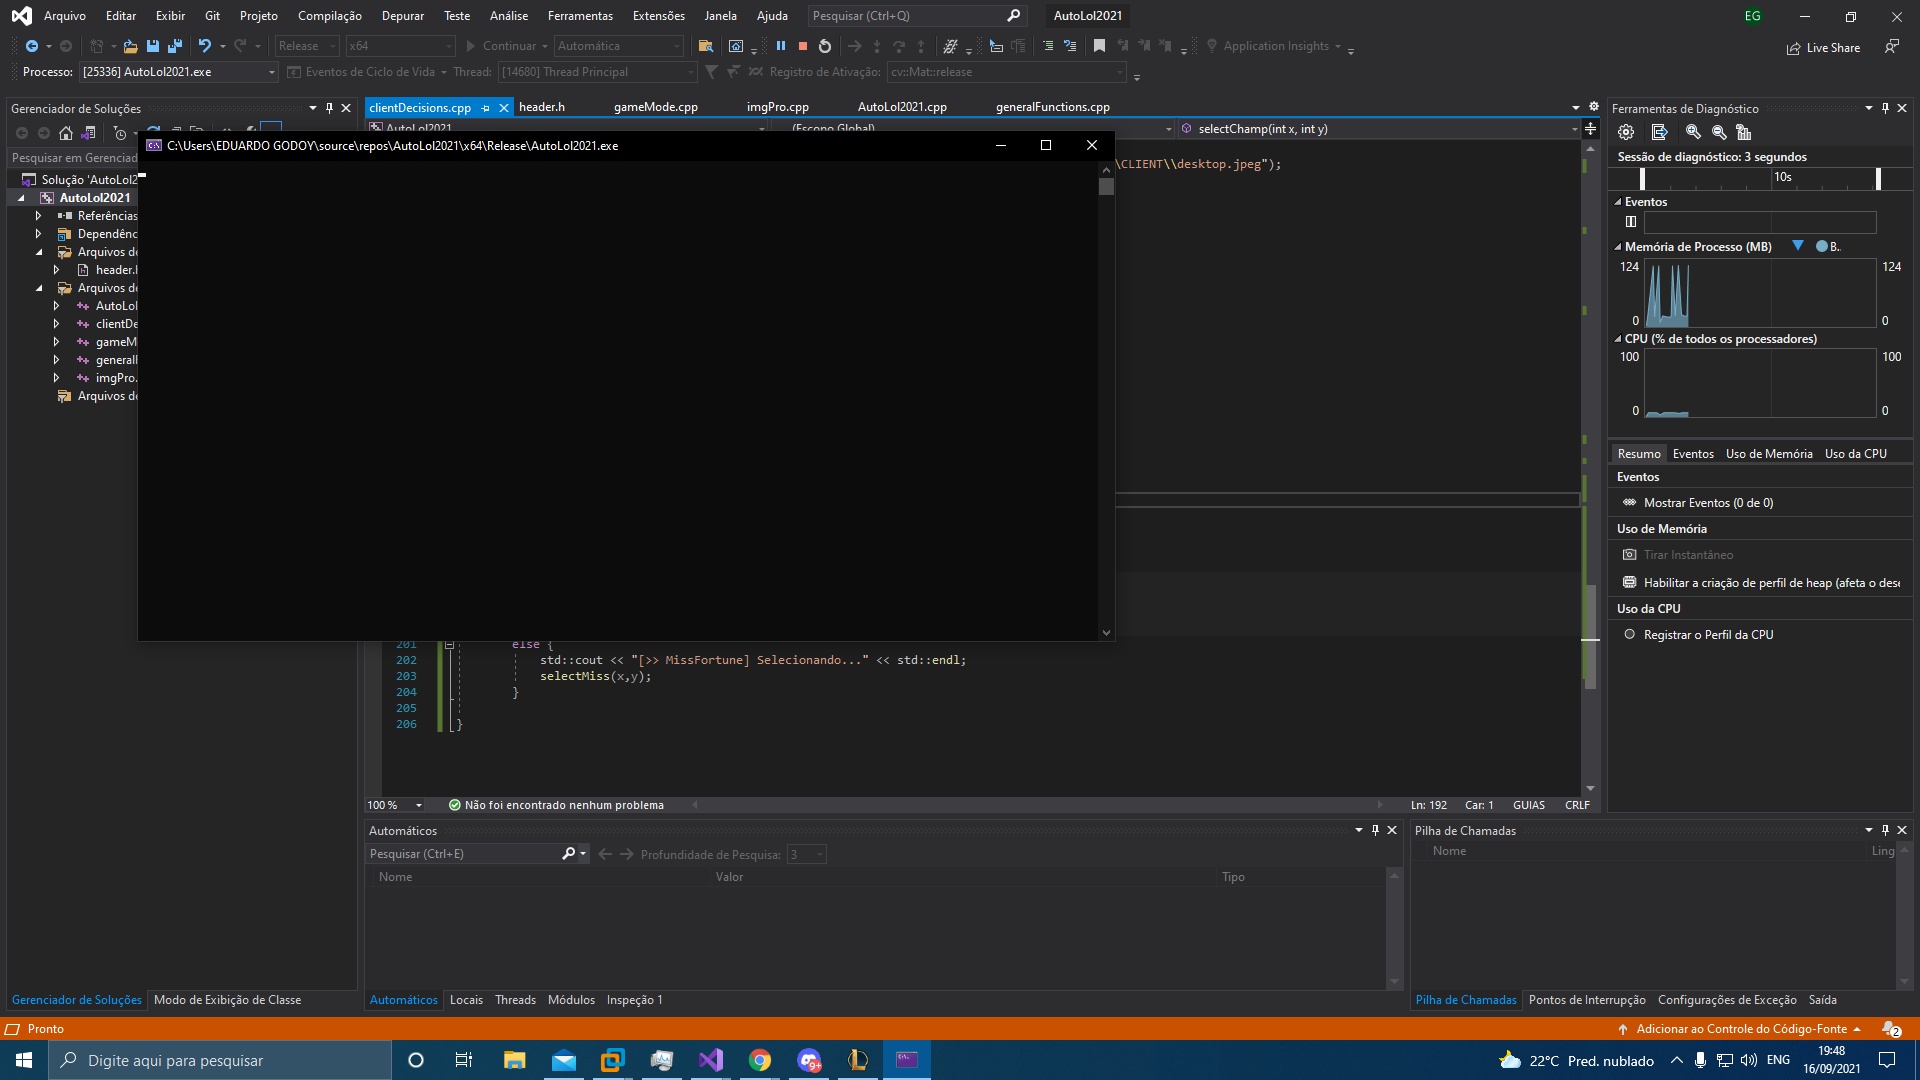 Arquivo Editar Exibir Git Projeto Compilação Depurar Teste Análise Ferramentas Extensões Janela Ajuda Pesquisar (Ctrl+Q) AutoLol2021 EG
Release x64 Continuar Automática Application Insights Live Share
Processo: [25336] AutoLol2021.exe Eventos de Ciclo de Vida Thread: [14680] Thread Principal Registro de Ativação: cv::Mat::release
Gerenciador de Soluções
Pesquisar em Gerenciad
Solução 'AutoLol2
AutoLol2021
Referências
Dependênc
Arquivos de
header.h
Arquivos de
AutoLol
clientDe
gameM
general
imgPro.
Arquivos de
Gerenciador de Soluções Modo de Exibição de Classe
clientDecisions.cpp header.h gameMode.cpp imgPro.cpp AutoLol2021.cpp generalFunctions.cpp
AutoLol2021 (Escopo Global) selectChamp(int x, int y)
C:\Users\EDUARDO GODOY\source\repos\AutoLol2021\x64\Release\AutoLol2021.exe
\CLIENT\\desktop.jpeg");
201 else {
202 std::cout << "[>> MissFortune] Selecionando..." << std::endl;
203 selectMiss(x,y);
204 }
205
206 }
100 % Não foi encontrado nenhum problema Ln: 192 Car: 1 GUIAS CRLF
Automáticos
Pesquisar (Ctrl+E) Profundidade de Pesquisa: 3
Nome Valor Tipo
Automáticos Locais Threads Módulos Inspeção 1
Pilha de Chamadas
Nome Ling
Pilha de Chamadas Pontos de Interrupção Configurações de Exceção Saída
Ferramentas de Diagnóstico
Sessão de diagnóstico: 3 segundos
10s
Eventos
Memória de Processo (MB) B..
124 124
0 0
CPU (% de todos os processadores)
100 100
0 0
Resumo Eventos Uso de Memória Uso da CPU
Eventos
Mostrar Eventos (0 de 0)
Uso de Memória
Tirar Instantâneo
Habilitar a criação de perfil de heap (afeta o dese
Uso da CPU
Registrar o Perfil da CPU
Pronto Adicionar ao Controle do Código-Fonte 2
Digite aqui para pesquisar 9+ 22°C Pred. nublado ENG 19:48
16/09/2021